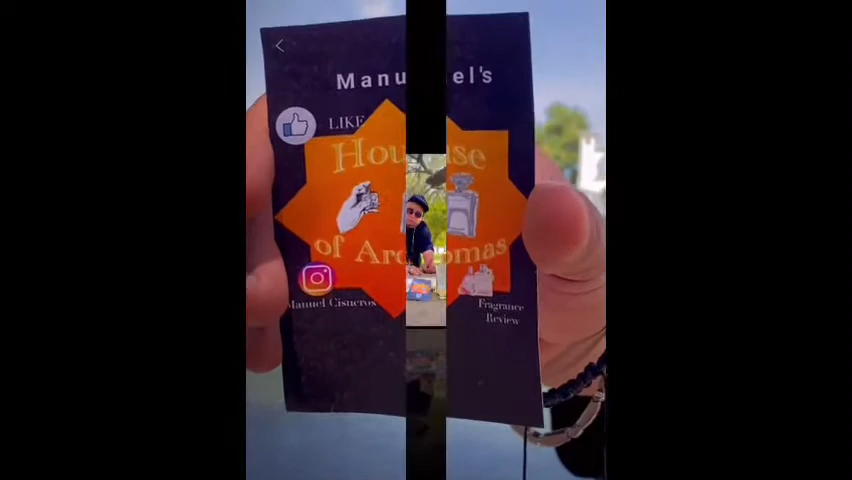 Manuel's
LIKE
House
of Aromas
Manuel Cisneros
Fragrance
Review